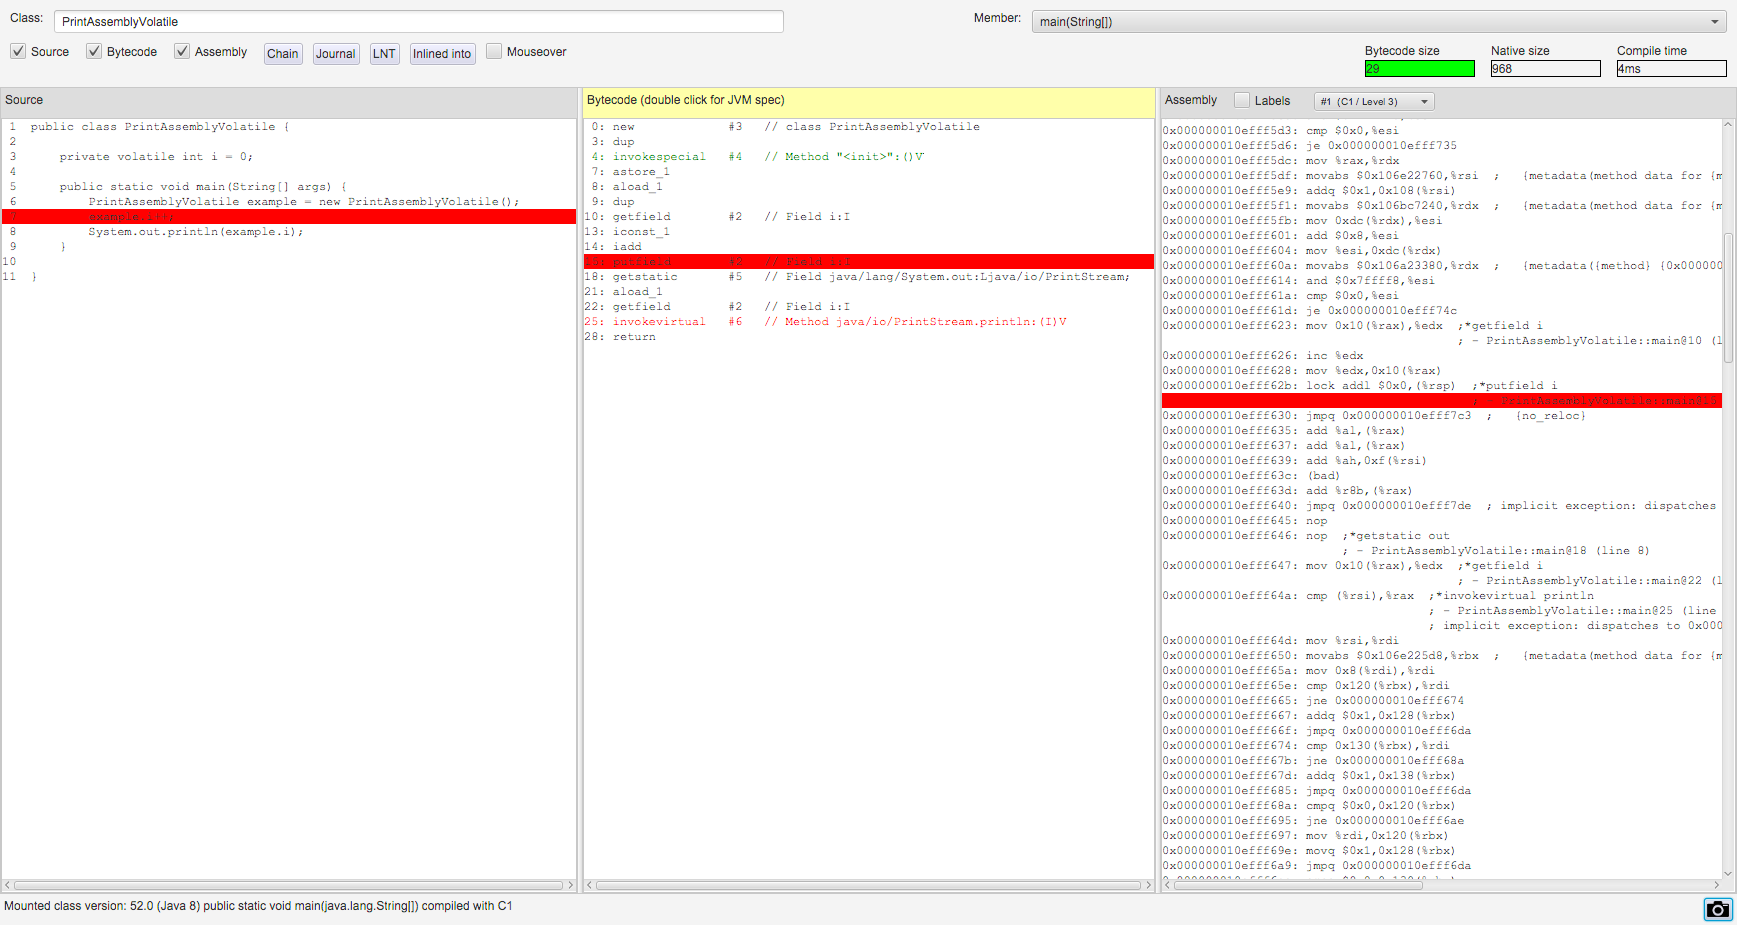 Class: PrintAssemblyVolatile Member: main(String[])
Source Bytecode Assembly Chain Journal LNT Inlined into Mouseover
Bytecode size Native size Compile time
29 968 4ms
Source
1 public class PrintAssemblyVolatile {
2
3 private volatile int i = 0;
4
5 public static void main(String[] args) {
6 PrintAssemblyVolatile example = new PrintAssemblyVolatile();
7 example.i++;
8 System.out.println(example.i);
9 }
10
11 }
Bytecode (double click for JVM spec)
0: new #3 // class PrintAssemblyVolatile
3: dup
4: invokespecial #4 // Method "<init>":()V
7: astore_1
8: aload_1
9: dup
10: getfield #2 // Field i:I
13: iconst_1
14: iadd
15: putfield #2 // Field i:I
18: getstatic #5 // Field java/lang/System.out:Ljava/io/PrintStream;
21: aload_1
22: getfield #2 // Field i:I
25: invokevirtual #6 // Method java/io/PrintStream.println:(I)V
28: return
Assembly Labels #1 (C1 / Level 3)
0x000000010efff5d3: cmp $0x0,%esi
0x000000010efff5d6: je 0x000000010efff735
0x000000010efff5dc: mov %rax,%rdx
0x000000010efff5df: movabs $0x106e22760,%rsi ; {metadata(method data for {m
0x000000010efff5e9: addq $0x1,0x108(%rsi)
0x000000010efff5f1: movabs $0x106bc7240,%rdx ; {metadata(method data for {m
0x000000010efff5fb: mov 0xdc(%rdx),%esi
0x000000010efff601: add $0x8,%esi
0x000000010efff604: mov %esi,0xdc(%rdx)
0x000000010efff60a: movabs $0x106a23380,%rdx ; {metadata({method} {0x000000
0x000000010efff614: and $0x7ffff8,%esi
0x000000010efff61a: cmp $0x0,%esi
0x000000010efff61d: je 0x000000010efff74c
0x000000010efff623: mov 0x10(%rax),%edx ;*getfield i
; - PrintAssemblyVolatile::main@10 (l
0x000000010efff626: inc %edx
0x000000010efff628: mov %edx,0x10(%rax)
0x000000010efff62b: lock addl $0x0,(%rsp) ;*putfield i
; - PrintAssemblyVolatile::main@15
0x000000010efff630: jmpq 0x000000010efff7c3 ; {no_reloc}
0x000000010efff635: add %al,(%rax)
0x000000010efff637: add %al,(%rax)
0x000000010efff639: add %ah,0xf(%rsi)
0x000000010efff63c: (bad)
0x000000010efff63d: add %r8b,(%rax)
0x000000010efff640: jmpq 0x000000010efff7de ; implicit exception: dispatches
0x000000010efff645: nop
0x000000010efff646: nop ;*getstatic out
; - PrintAssemblyVolatile::main@18 (line 8)
0x000000010efff647: mov 0x10(%rax),%edx ;*getfield i
; - PrintAssemblyVolatile::main@22 (l
0x000000010efff64a: cmp (%rsi),%rax ;*invokevirtual println
; - PrintAssemblyVolatile::main@25 (line
; implicit exception: dispatches to 0x000
0x000000010efff64d: mov %rsi,%rdi
0x000000010efff650: movabs $0x106e225d8,%rbx ; {metadata(method data for {m
0x000000010efff65a: mov 0x8(%rdi),%rdi
0x000000010efff65e: cmp 0x120(%rbx),%rdi
0x000000010efff665: jne 0x000000010efff674
0x000000010efff667: addq $0x1,0x128(%rbx)
0x000000010efff66f: jmpq 0x000000010efff6da
0x000000010efff674: cmp 0x130(%rbx),%rdi
0x000000010efff67b: jne 0x000000010efff68a
0x000000010efff67d: addq $0x1,0x138(%rbx)
0x000000010efff685: jmpq 0x000000010efff6da
0x000000010efff68a: cmpq $0x0,0x120(%rbx)
0x000000010efff695: jne 0x000000010efff6ae
0x000000010efff697: mov %rdi,0x120(%rbx)
0x000000010efff69e: movq $0x1,0x128(%rbx)
0x000000010efff6a9: jmpq 0x000000010efff6da
Mounted class version: 52.0 (Java 8) public static void main(java.lang.String[]) compiled with C1